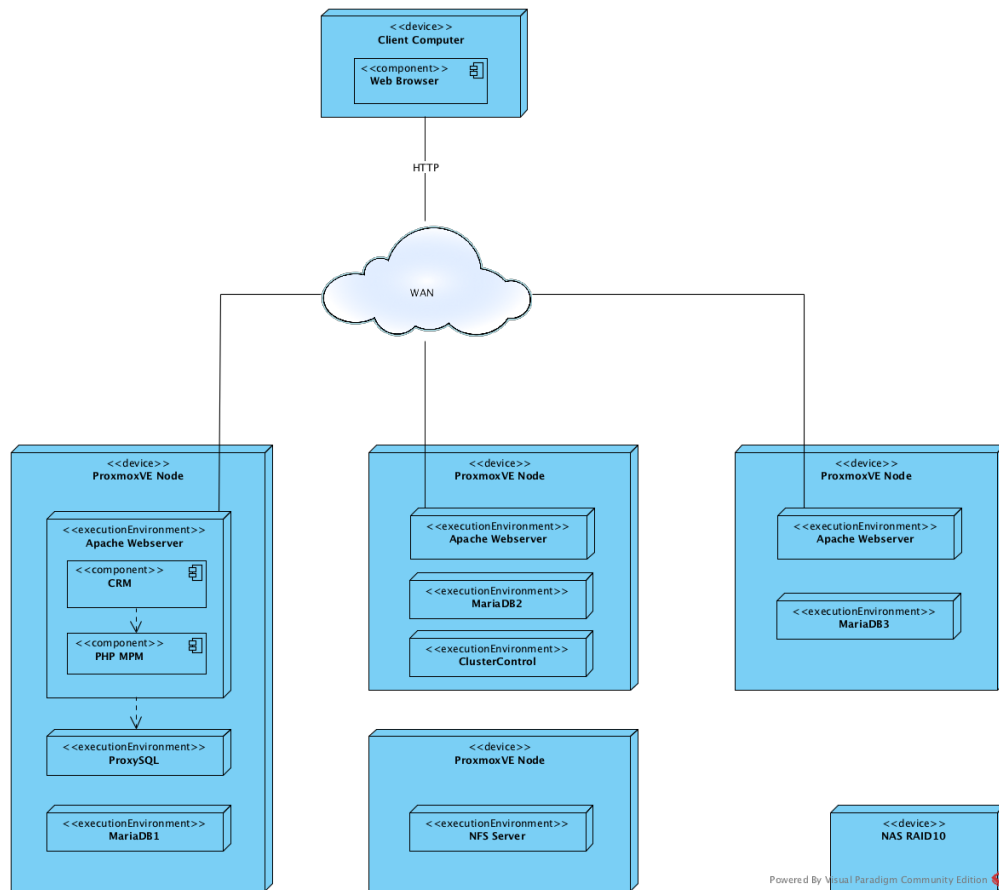 <<device>>
Client Computer
<<component>>
Web Browser
HTTP
WAN
<<device>>
ProxmoxVE Node
<<executionEnvironment>>
Apache Webserver
<<component>>
CRM
<<component>>
PHP MPM
<<executionEnvironment>>
ProxySQL
<<executionEnvironment>>
MariaDB1
<<device>>
ProxmoxVE Node
<<executionEnvironment>>
Apache Webserver
<<executionEnvironment>>
MariaDB2
<<executionEnvironment>>
ClusterControl
<<device>>
ProxmoxVE Node
<<executionEnvironment>>
Apache Webserver
<<executionEnvironment>>
MariaDB3
<<device>>
ProxmoxVE Node
<<executionEnvironment>>
NFS Server
<<device>>
NAS RAID10
Powered By Visual Paradigm Community Edition